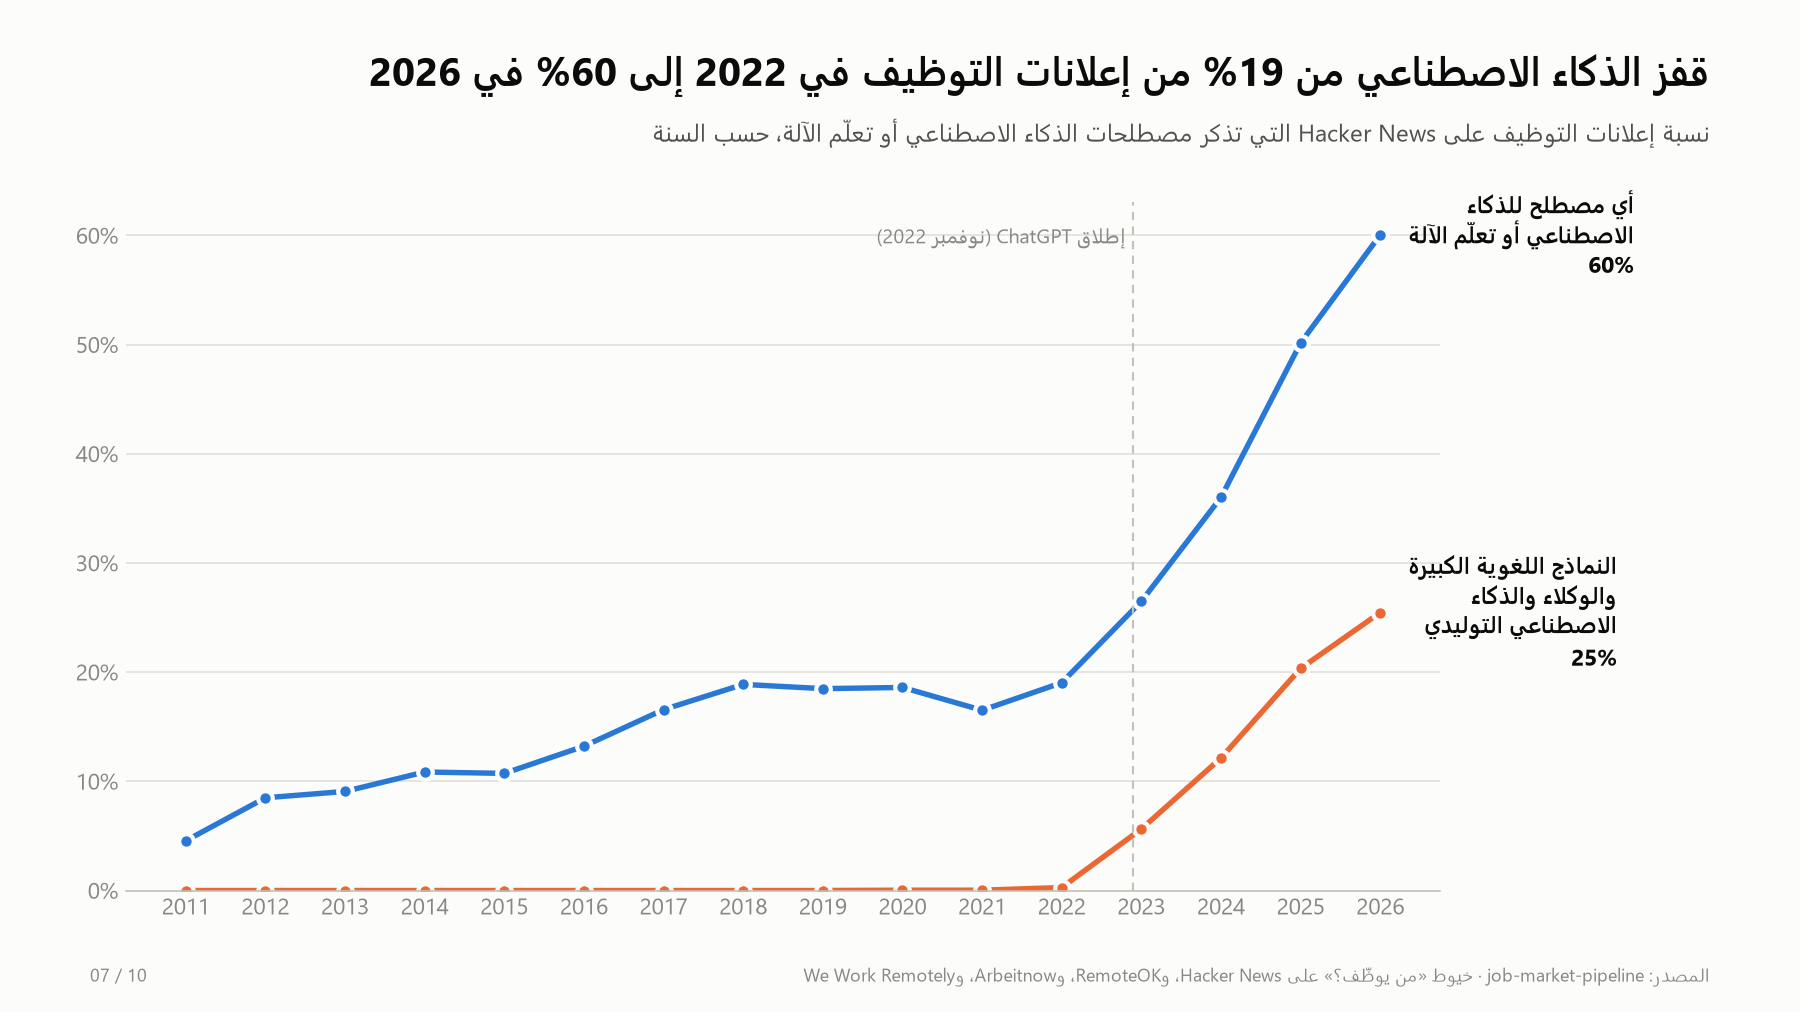 قفز الذكاء الاصطناعي من 19% من إعلانات التوظيف في 2022 إلى 60% في 2026
نسبة إعلانات التوظيف على Hacker News التي تذكر مصطلحات الذكاء الاصطناعي أو تعلّم الآلة، حسب السنة
أي مصطلح للذكاء
الاصطناعي أو تعلّم الآلة
60%
إطلاق ChatGPT (نوفمبر 2022)
60%
50%
40%
30%
20%
10%
0%
النماذج اللغوية الكبيرة
والوكلاء والذكاء
الاصطناعي التوليدي
25%
2011 2012 2013 2014 2015 2016 2017 2018 2019 2020 2021 2022 2023 2024 2025 2026
المصدر: job-market-pipeline · خيوط «من يوظّف؟» على Hacker News، وRemoteOK، وArbeitnow، وWe Work Remotely
07 / 10